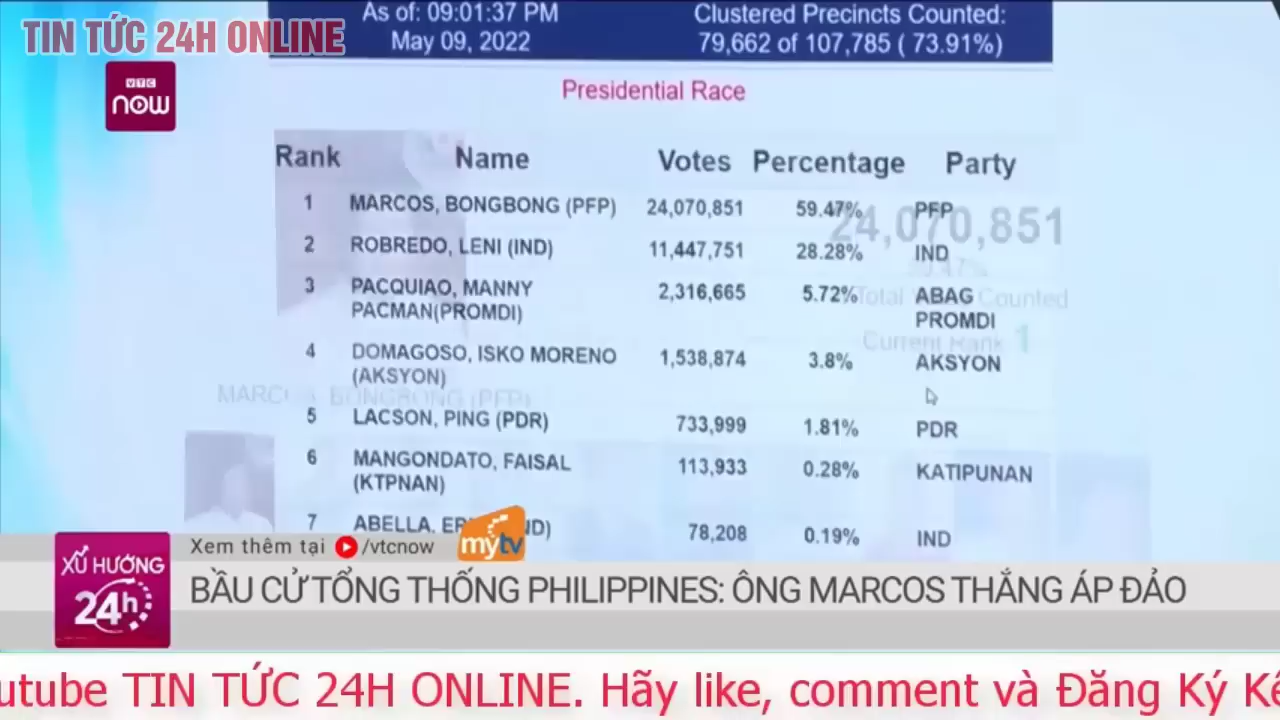 TIN TỨC 24H ONLINE
As of: 09:01:37 PM
May 09, 2022
Clustered Precincts Counted:
79,662 of 107,785 ( 73.91%)
VTC
now
Presidential Race
Rank Name Votes Percentage Party
1 MARCOS, BONGBONG (PFP) 24,070,851 59.47% PFP
24,070,851
2 ROBREDO, LENI (IND) 11,447,751 28.28% IND
3 PACQUIAO, MANNY PACMAN(PROMDI) 2,316,665 5.72% ABAG PROMDI
Total Counted
Current Rank 1
4 DOMAGOSO, ISKO MORENO (AKSYON) 1,538,874 3.8% AKSYON
BONGBONG (PFP)
5 LACSON, PING (PDR) 733,999 1.81% PDR
6 MANGONDATO, FAISAL (KTPNAN) 113,933 0.28% KATIPUNAN
7 ABELLA, 78,208 0.19% IND
Xem thêm tại /vtcnow
mytv
XU HƯỚNG
24h
BẦU CỬ TỔNG THỐNG PHILIPPINES: ÔNG MARCOS THẮNG ÁP ĐẢO
utube TIN TỨC 24H ONLINE. Hãy like, comment và Đăng Ký Kê